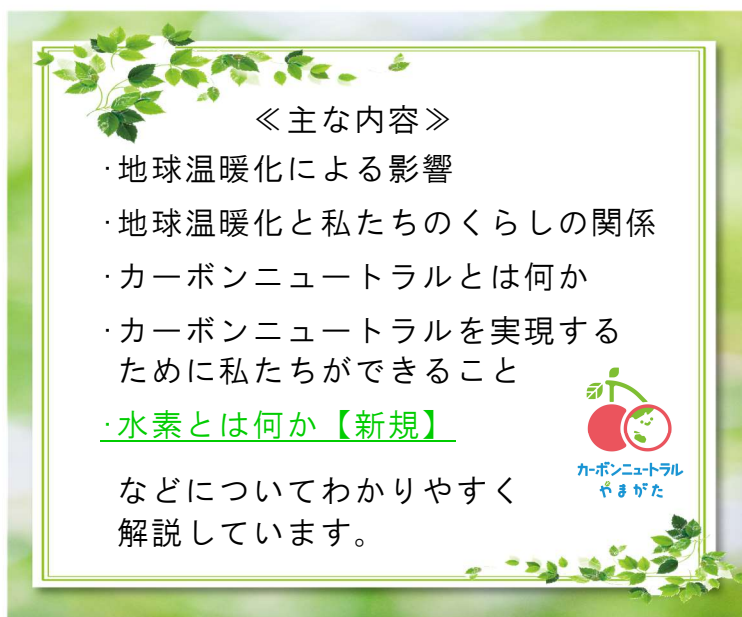 ≪主な内容≫
·地球温暖化による影響
·地球温暖化と私たちのくらしの関係
·カーボンニュートラルとは何か
·カーボンニュートラルを実現する
ために私たちができること
·水素とは何か【新規】
などについてわかりやすく
解説しています。
カーボンニュートラル
やまがた